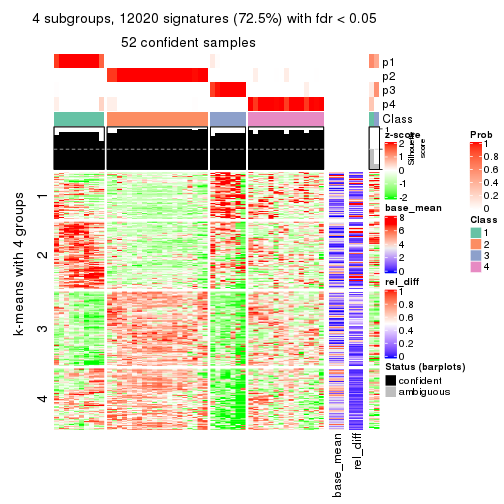 4 subgroups, 12020 signatures (72.5%) with fdr < 0.05
52 confident samples
p1
p2
p3
p4
Class
1
0
Silhouette
score
k-means with 4 groups
1
2
3
4
base_mean
rel_diff
z-score
2
1
0
-1
-2
base_mean
8
6
4
2
0
rel_diff
1
0.8
0.6
0.4
0.2
0
Status (barplots)
confident
ambiguous
Prob
1
0.8
0.6
0.4
0.2
0
Class
1
2
3
4